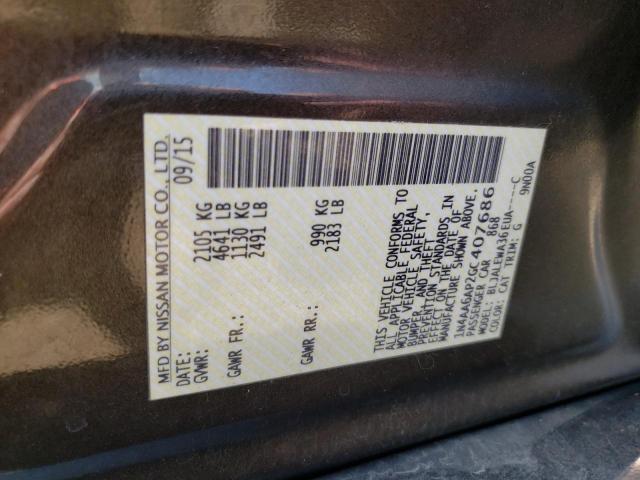 MFD BY NISSAN MOTOR CO., LTD.
DATE: 09/15
GVWR: 2105 KG
4641 LB
GAWR FR.: 1130 KG
2491 LB
GAWR RR.: 990 KG
2183 LB
THIS VEHICLE CONFORMS TO
ALL APPLICABLE FEDERAL
MOTOR VEHICLE SAFETY,
BUMPER, AND THEFT
PREVENTION STANDARDS IN
EFFECT ON THE DATE OF
MANUFACTURE SHOWN ABOVE.
1N4AA6AP2GC407686
PASSENGER CAR 868
MODEL: BLJALEWA36EUA-----C
CAT TRIM: G 9N00A